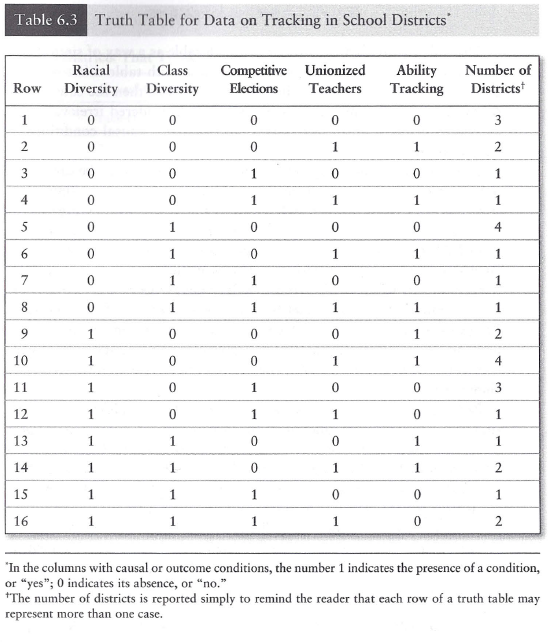 Table 6.3 Truth Table for Data on Tracking in School Districts*
Racial Class Competitive Unionized Ability Number of
Row Diversity Diversity Elections Teachers Tracking Districts†
1 0 0 0 0 0 3
2 0 0 0 1 1 2
3 0 0 1 0 0 1
4 0 0 1 1 1 1
5 0 1 0 0 0 4
6 0 1 0 1 1 1
7 0 1 1 0 0 1
8 0 1 1 1 1 1
9 1 0 0 0 1 2
10 1 0 0 1 1 4
11 1 0 1 0 0 3
12 1 0 1 1 0 1
13 1 1 0 0 1 1
14 1 1 0 1 1 2
15 1 1 1 0 0 1
16 1 1 1 1 0 2
*In the columns with causal or outcome conditions, the number 1 indicates the presence of a condition,
or "yes"; 0 indicates its absence, or "no."
†The number of districts is reported simply to remind the reader that each row of a truth table may
represent more than one case.